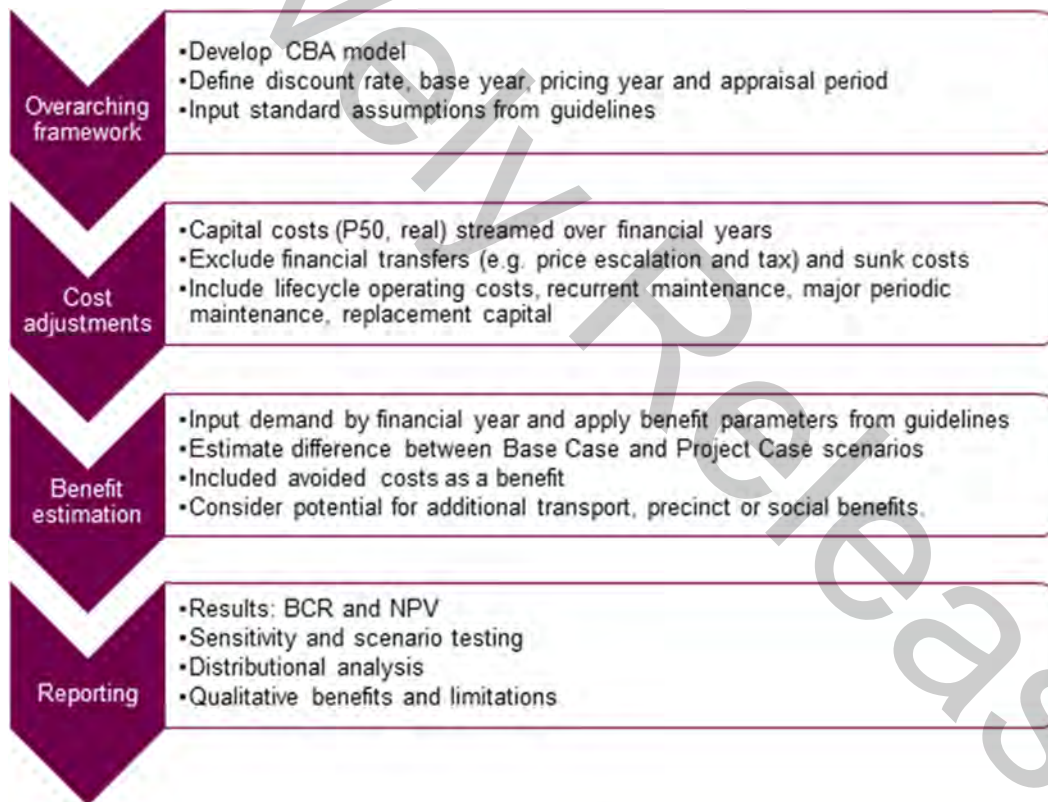 Overarching
framework
•Develop CBA model
•Define discount rate, base year, pricing year and appraisal period
•Input standard assumptions from guidelines
Cost
adjustments
•Capital costs (P50, real) streamed over financial years
•Exclude financial transfers (e.g. price escalation and tax) and sunk costs
•Include lifecycle operating costs, recurrent maintenance, major periodic
maintenance, replacement capital
Benefit
estimation
•Input demand by financial year and apply benefit parameters from guidelines
•Estimate difference between Base Case and Project Case scenarios
•Included avoided costs as a benefit
•Consider potential for additional transport, precinct or social benefits.
Reporting
•Results: BCR and NPV
•Sensitivity and scenario testing
•Distributional analysis
•Qualitative benefits and limitations
vely Releas